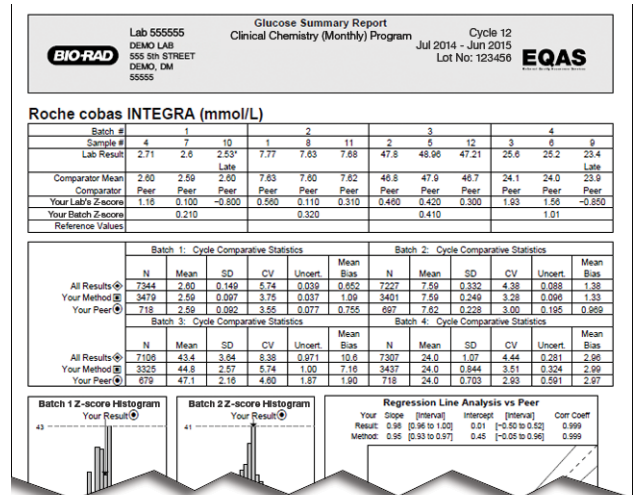 Glucose Summary Report
Clinical Chemistry (Monthly) Program
Lab 555555
DEMO LAB
555 5th STREET
DEMO, DM
55555
BIO-RAD
Cycle 12
Jul 2014 - Jun 2015
Lot No: 123456
EQAS
Roche cobas INTEGRA (mmol/L)
Batch # 1 2 3 4
Sample # 4 7 10 1 8 11 2 5 12 3 6 9
Lab Result 2.71 2.6 2.53* 7.77 7.63 7.68 47.8 48.96 47.21 25.6 25.2 23.4
Late Late
Comparator Mean 2.60 2.59 2.60 7.63 7.60 7.62 46.8 47.9 46.7 24.1 24.0 23.9
Comparator Peer Peer Peer Peer Peer Peer Peer Peer Peer Peer Peer Peer
Your Lab's Z-score 1.16 0.100 -0.800 0.560 0.110 0.310 0.460 0.420 0.300 1.93 1.56 -0.850
Your Batch Z-score 0.210 0.320 0.410 1.01
Reference Values
Batch 1: Cycle Comparative Statistics Batch 2: Cycle Comparative Statistics
N Mean SD CV Uncert. Mean Bias N Mean SD CV Uncert. Mean Bias
All Results 7344 2.60 0.149 5.74 0.039 0.652 7227 7.59 0.332 4.38 0.088 1.38
Your Method 3479 2.59 0.097 3.75 0.037 1.09 3401 7.59 0.249 3.28 0.096 1.33
Your Peer 718 2.59 0.092 3.55 0.077 0.755 697 7.62 0.228 3.00 0.195 0.969
Batch 3: Cycle Comparative Statistics Batch 4: Cycle Comparative Statistics
N Mean SD CV Uncert. Mean Bias N Mean SD CV Uncert. Mean Bias
All Results 7106 43.4 3.64 8.38 0.971 10.6 7307 24.0 1.07 4.44 0.281 2.96
Your Method 3325 44.8 2.57 5.74 1.00 7.16 3437 24.0 0.844 3.51 0.324 2.99
Your Peer 679 47.1 2.16 4.60 1.87 1.90 718 24.0 0.703 2.93 0.591 2.97
Batch 1 Z-score Histogram
Your Result
43
Batch 2 Z-score Histogram
Your Result
41
Regression Line Analysis vs Peer
Your Slope [Interval] Intercept [Interval] Corr Coeff
Result: 0.98 [0.96 to 1.00] 0.01 [-0.50 to 0.52] 0.999
Method: 0.95 [0.93 to 0.97] 0.45 [-0.05 to 0.96] 0.999